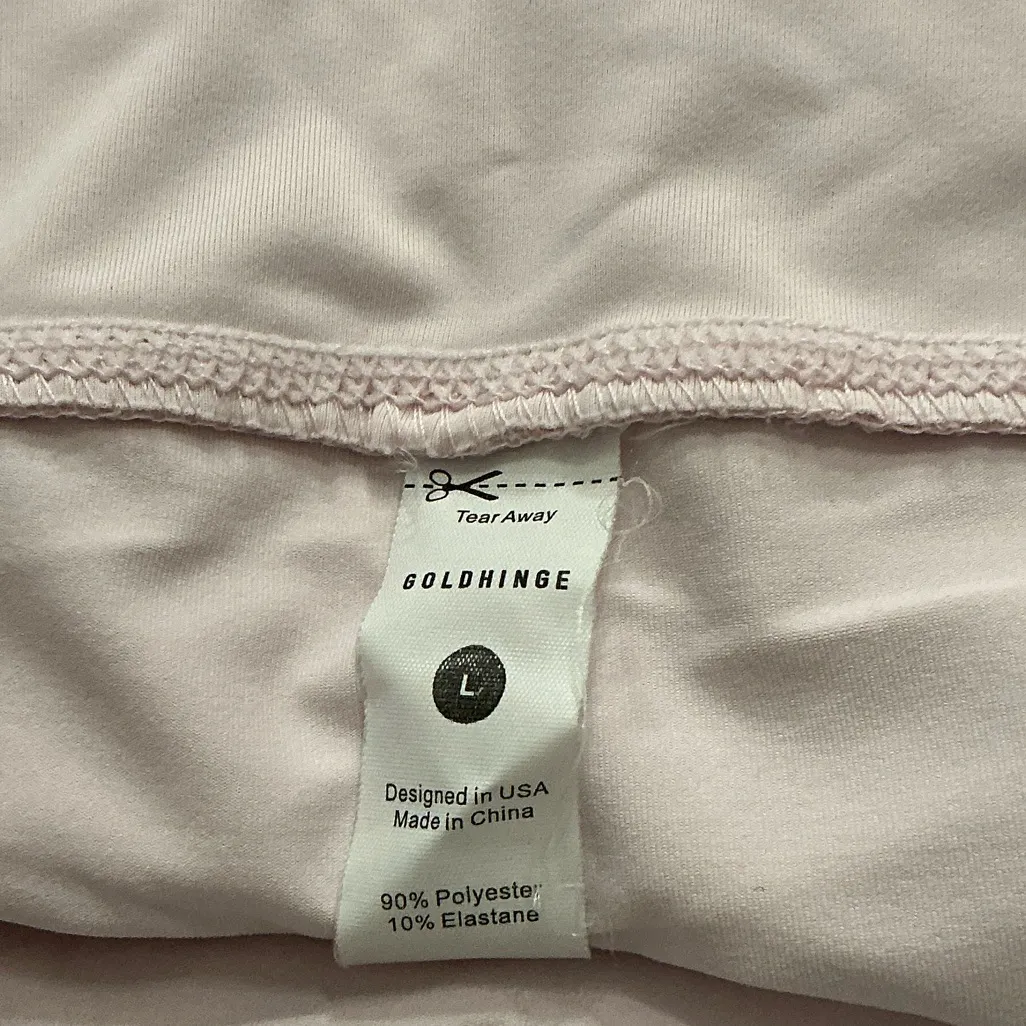 Tear Away
GOLDHINGE
L
Designed in USA
Made in China
90% Polyester
10% Elastane